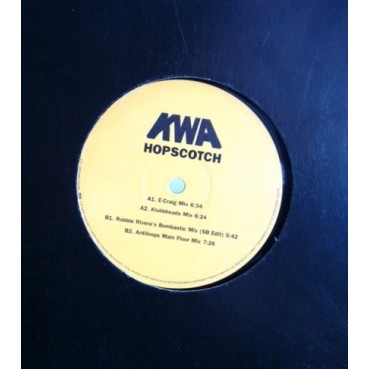 KWA
HOPSCOTCH
A1. E-Craig Mix 6:34
A2. Klubbheads Mix 6:24
B1. Robbie Rivera's Bombastic Mix (SB Edit) 5:42
B2. Antiloops Main Floor Mix 7:26